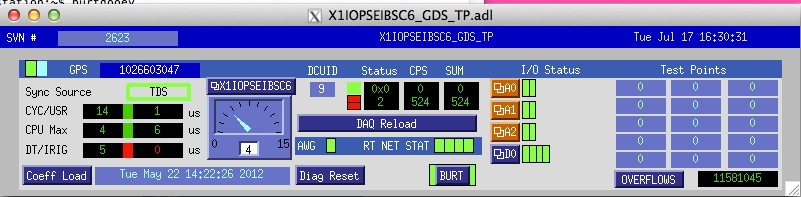 station:~$ burtgooey
X1IOPSEIBSC6_GDS_TP.adl
SVN # 2623 X1IOPSEIBSC6_GDS_TP Tue Jul 17 16:30:31
GPS 1026603047 DCUID Status CPS SUM I/O Status Test Points
Sync Source TDS X1IOPSEIBSC6 9 0x0 0 0 A0 0 0 0
2 524 524
CYC/USR 14 1 us A1 0 0 0
CPU Max 4 6 us DAQ Reload A2 0 0 0
0 15 AWG RT NET STAT D0 0 0 0
DT/IRIG 5 0 us 4 0 0 0
Coeff Load Tue May 22 14:22:26 2012 Diag Reset BURT OVERFLOWS 11581045